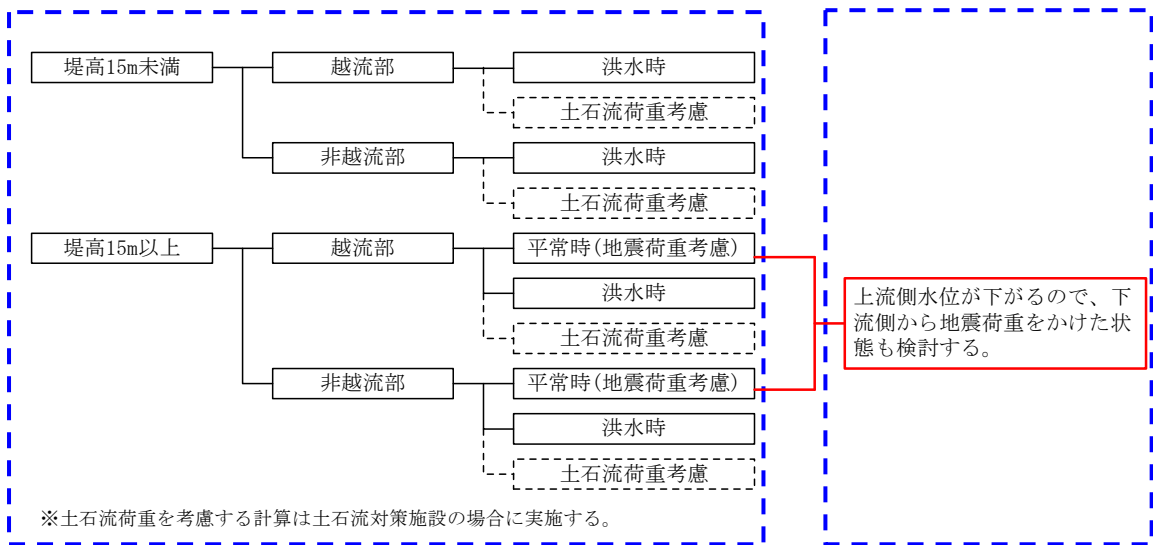 堤高15m未満
越流部
洪水時
土石流荷重考慮
非越流部
洪水時
土石流荷重考慮
堤高15m以上
越流部
平常時(地震荷重考慮)
洪水時
土石流荷重考慮
非越流部
平常時(地震荷重考慮)
洪水時
土石流荷重考慮
※土石流荷重を考慮する計算は土石流対策施設の場合に実施する。
上流側水位が下がるので、下
流側から地震荷重をかけた状
態も検討する。